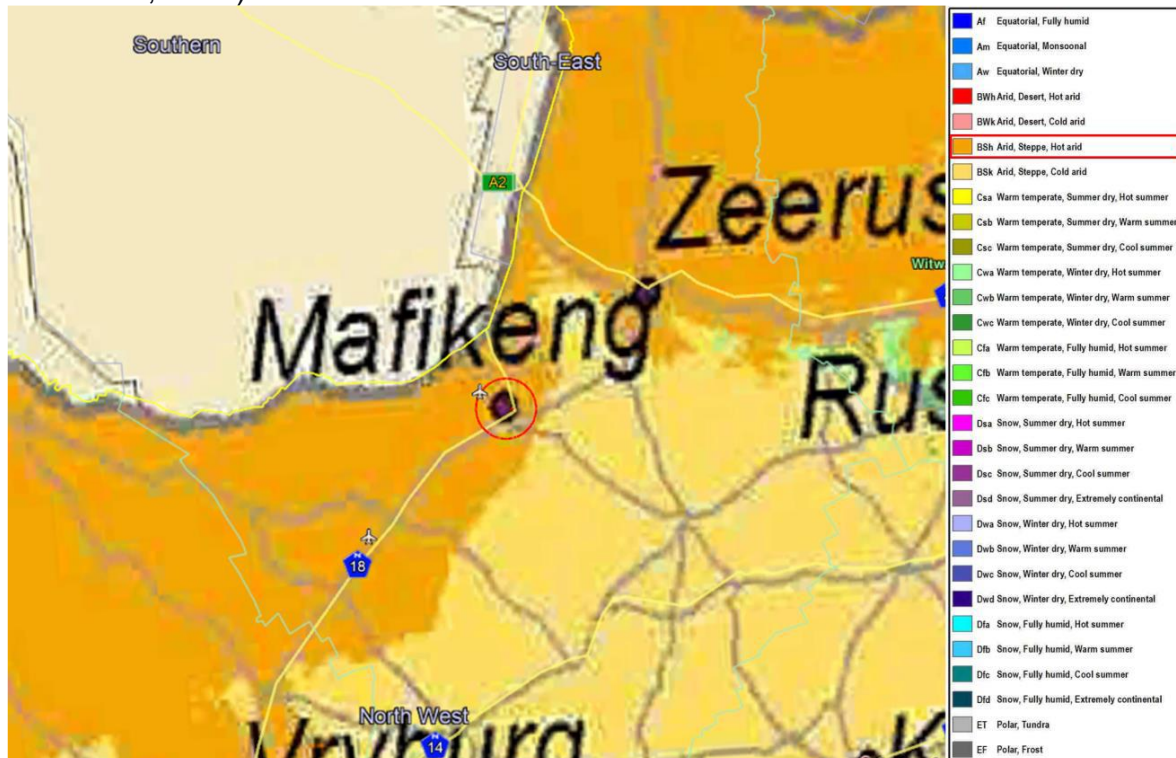 Southern
South-East
A2
Zeerus
Witw
Mafikeng
Rus
18
North West
14
Vryburg
K
Af Equatorial, Fully humid
Am Equatorial, Monsoonal
Aw Equatorial, Winter dry
BWh Arid, Desert, Hot arid
BWk Arid, Desert, Cold arid
BSh Arid, Steppe, Hot arid
BSk Arid, Steppe, Cold arid
Csa Warm temperate, Summer dry, Hot summer
Csb Warm temperate, Summer dry, Warm summer
Csc Warm temperate, Summer dry, Cool summer
Cwa Warm temperate, Winter dry, Hot summer
Cwb Warm temperate, Winter dry, Warm summer
Cwc Warm temperate, Winter dry, Cool summer
Cfa Warm temperate, Fully humid, Hot summer
Cfb Warm temperate, Fully humid, Warm summer
Cfc Warm temperate, Fully humid, Cool summer
Dsa Snow, Summer dry, Hot summer
Dsb Snow, Summer dry, Warm summer
Dsc Snow, Summer dry, Cool summer
Dsd Snow, Summer dry, Extremely continental
Dwa Snow, Winter dry, Hot summer
Dwb Snow, Winter dry, Warm summer
Dwc Snow, Winter dry, Cool summer
Dwd Snow, Winter dry, Extremely continental
Dfa Snow, Fully humid, Hot summer
Dfb Snow, Fully humid, Warm summer
Dfc Snow, Fully humid, Cool summer
Dfd Snow, Fully humid, Extremely continental
ET Polar, Tundra
EF Polar, Frost